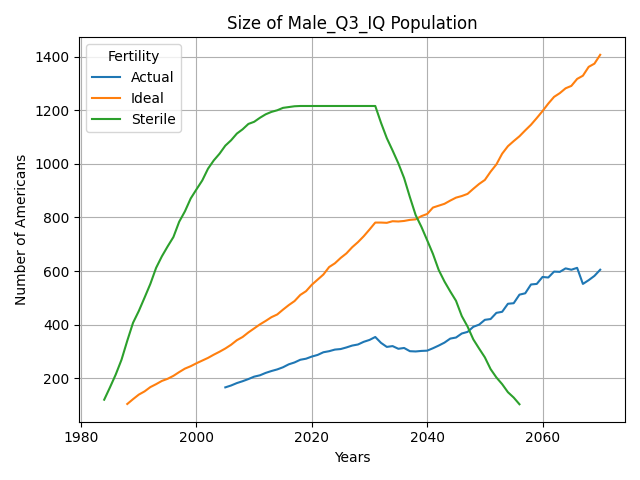 Size of Male_Q3_IQ Population
Fertility
Actual
Ideal
Sterile
Number of Americans
1400
1200
1000
800
600
400
200
1980
2000
2020
2040
2060
Years